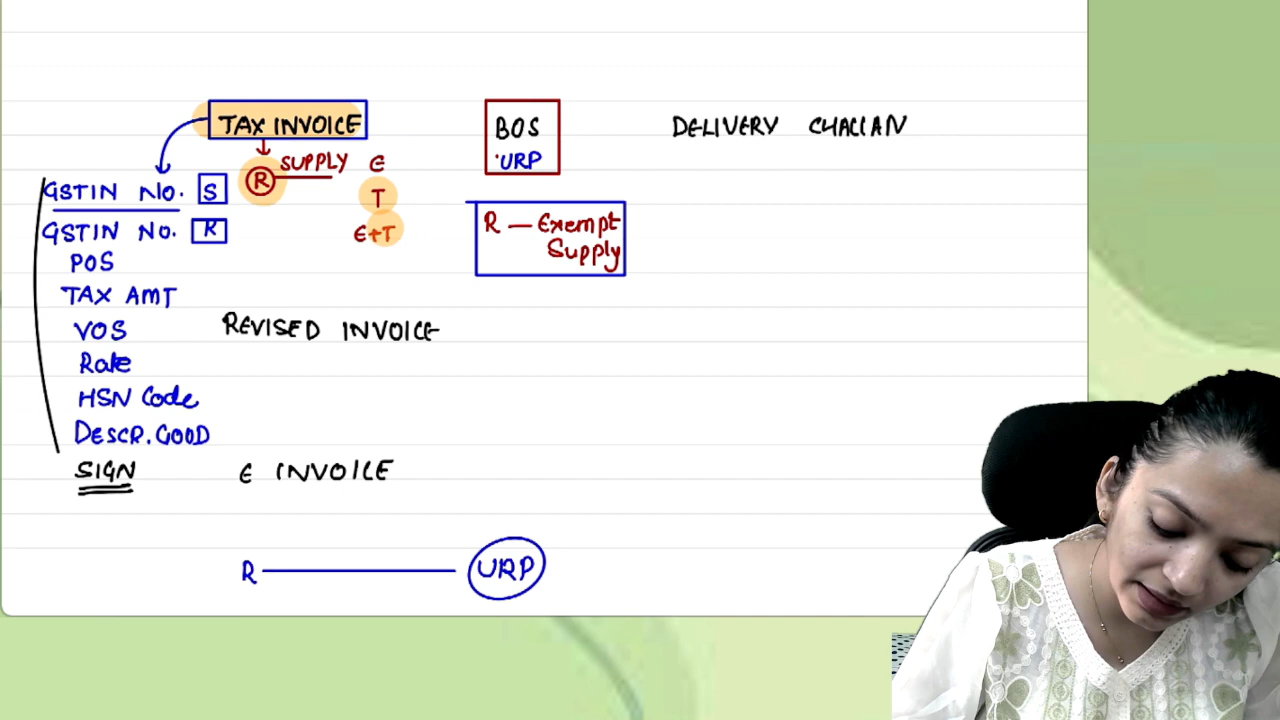 TAX INVOICE
BOS
URP
DELIVERY CHALLAN
R SUPPLY E
T
E+T
GSTIN NO. S
GSTIN NO. R
POS
TAX AMT
VOS
Rate
HSN Code
DESCR. GOOD
SIGN
R — Exempt
Supply
REVISED INVOICE
E INVOICE
R URP